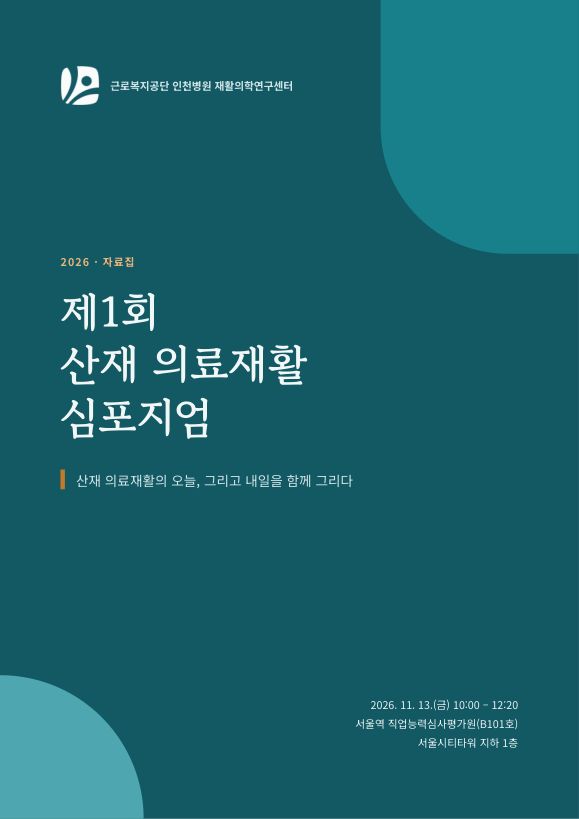 근로복지공단 인천병원 재활의학연구센터
2026 · 자료집
제1회
산재 의료재활
심포지엄
산재 의료재활의 오늘, 그리고 내일을 함께 그리다
2026. 11. 13.(금) 10:00 – 12:20
서울역 직업능력심사평가원(B101호)
서울시티타워 지하 1층